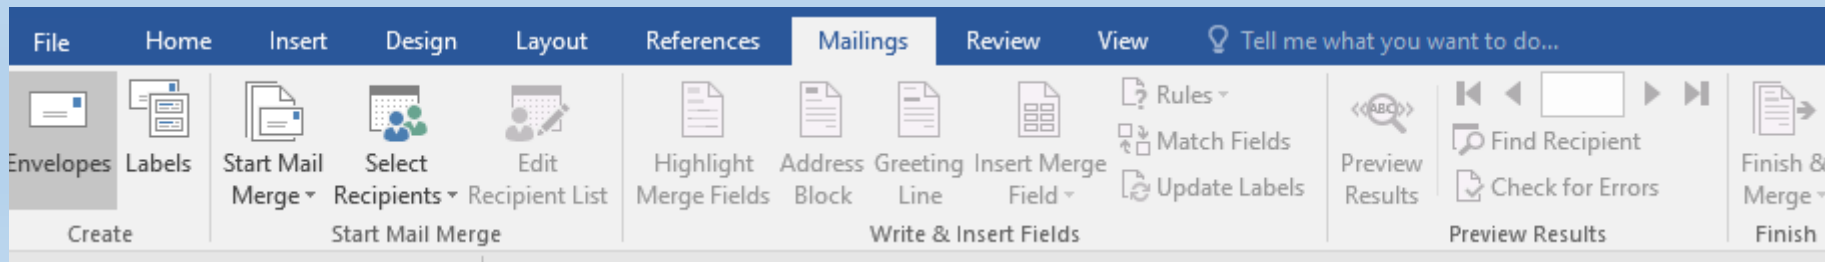 File Home Insert Design Layout References Mailings Review View Tell me what you want to do...
Envelopes
Labels
Start Mail
Merge
Select
Recipients
Edit
Recipient List
Create
Start Mail Merge
Highlight
Merge Fields
Address
Block
Greeting
Line
Insert Merge
Field
Rules
Match Fields
Update Labels
Write & Insert Fields
ABC
Preview
Results
Find Recipient
Check for Errors
Preview Results
Finish &
Merge
Finish